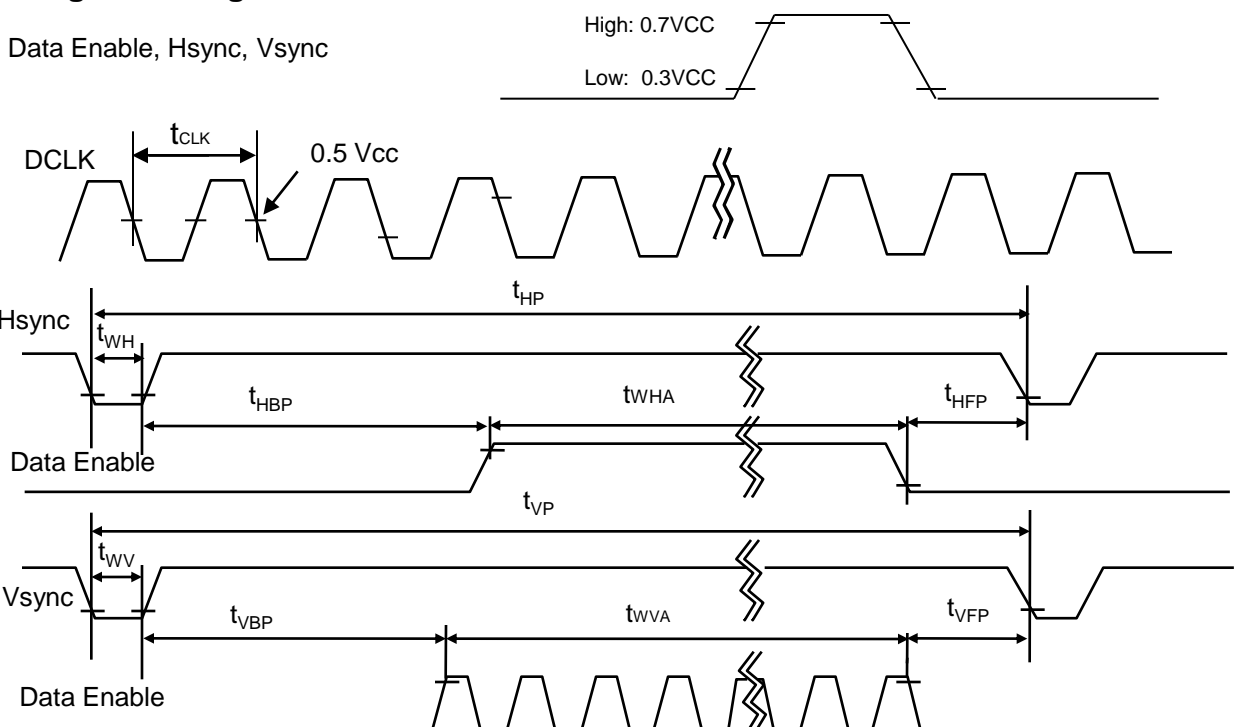 High: 0.7VCC
Data Enable, Hsync, Vsync
Low: 0.3VCC
tCLK
0.5 Vcc
DCLK
tHP
Hsync
tWH
tHBP
tWHA
tHFP
Data Enable
tVP
tWV
Vsync
tVBP
tWVA
tVFP
Data Enable